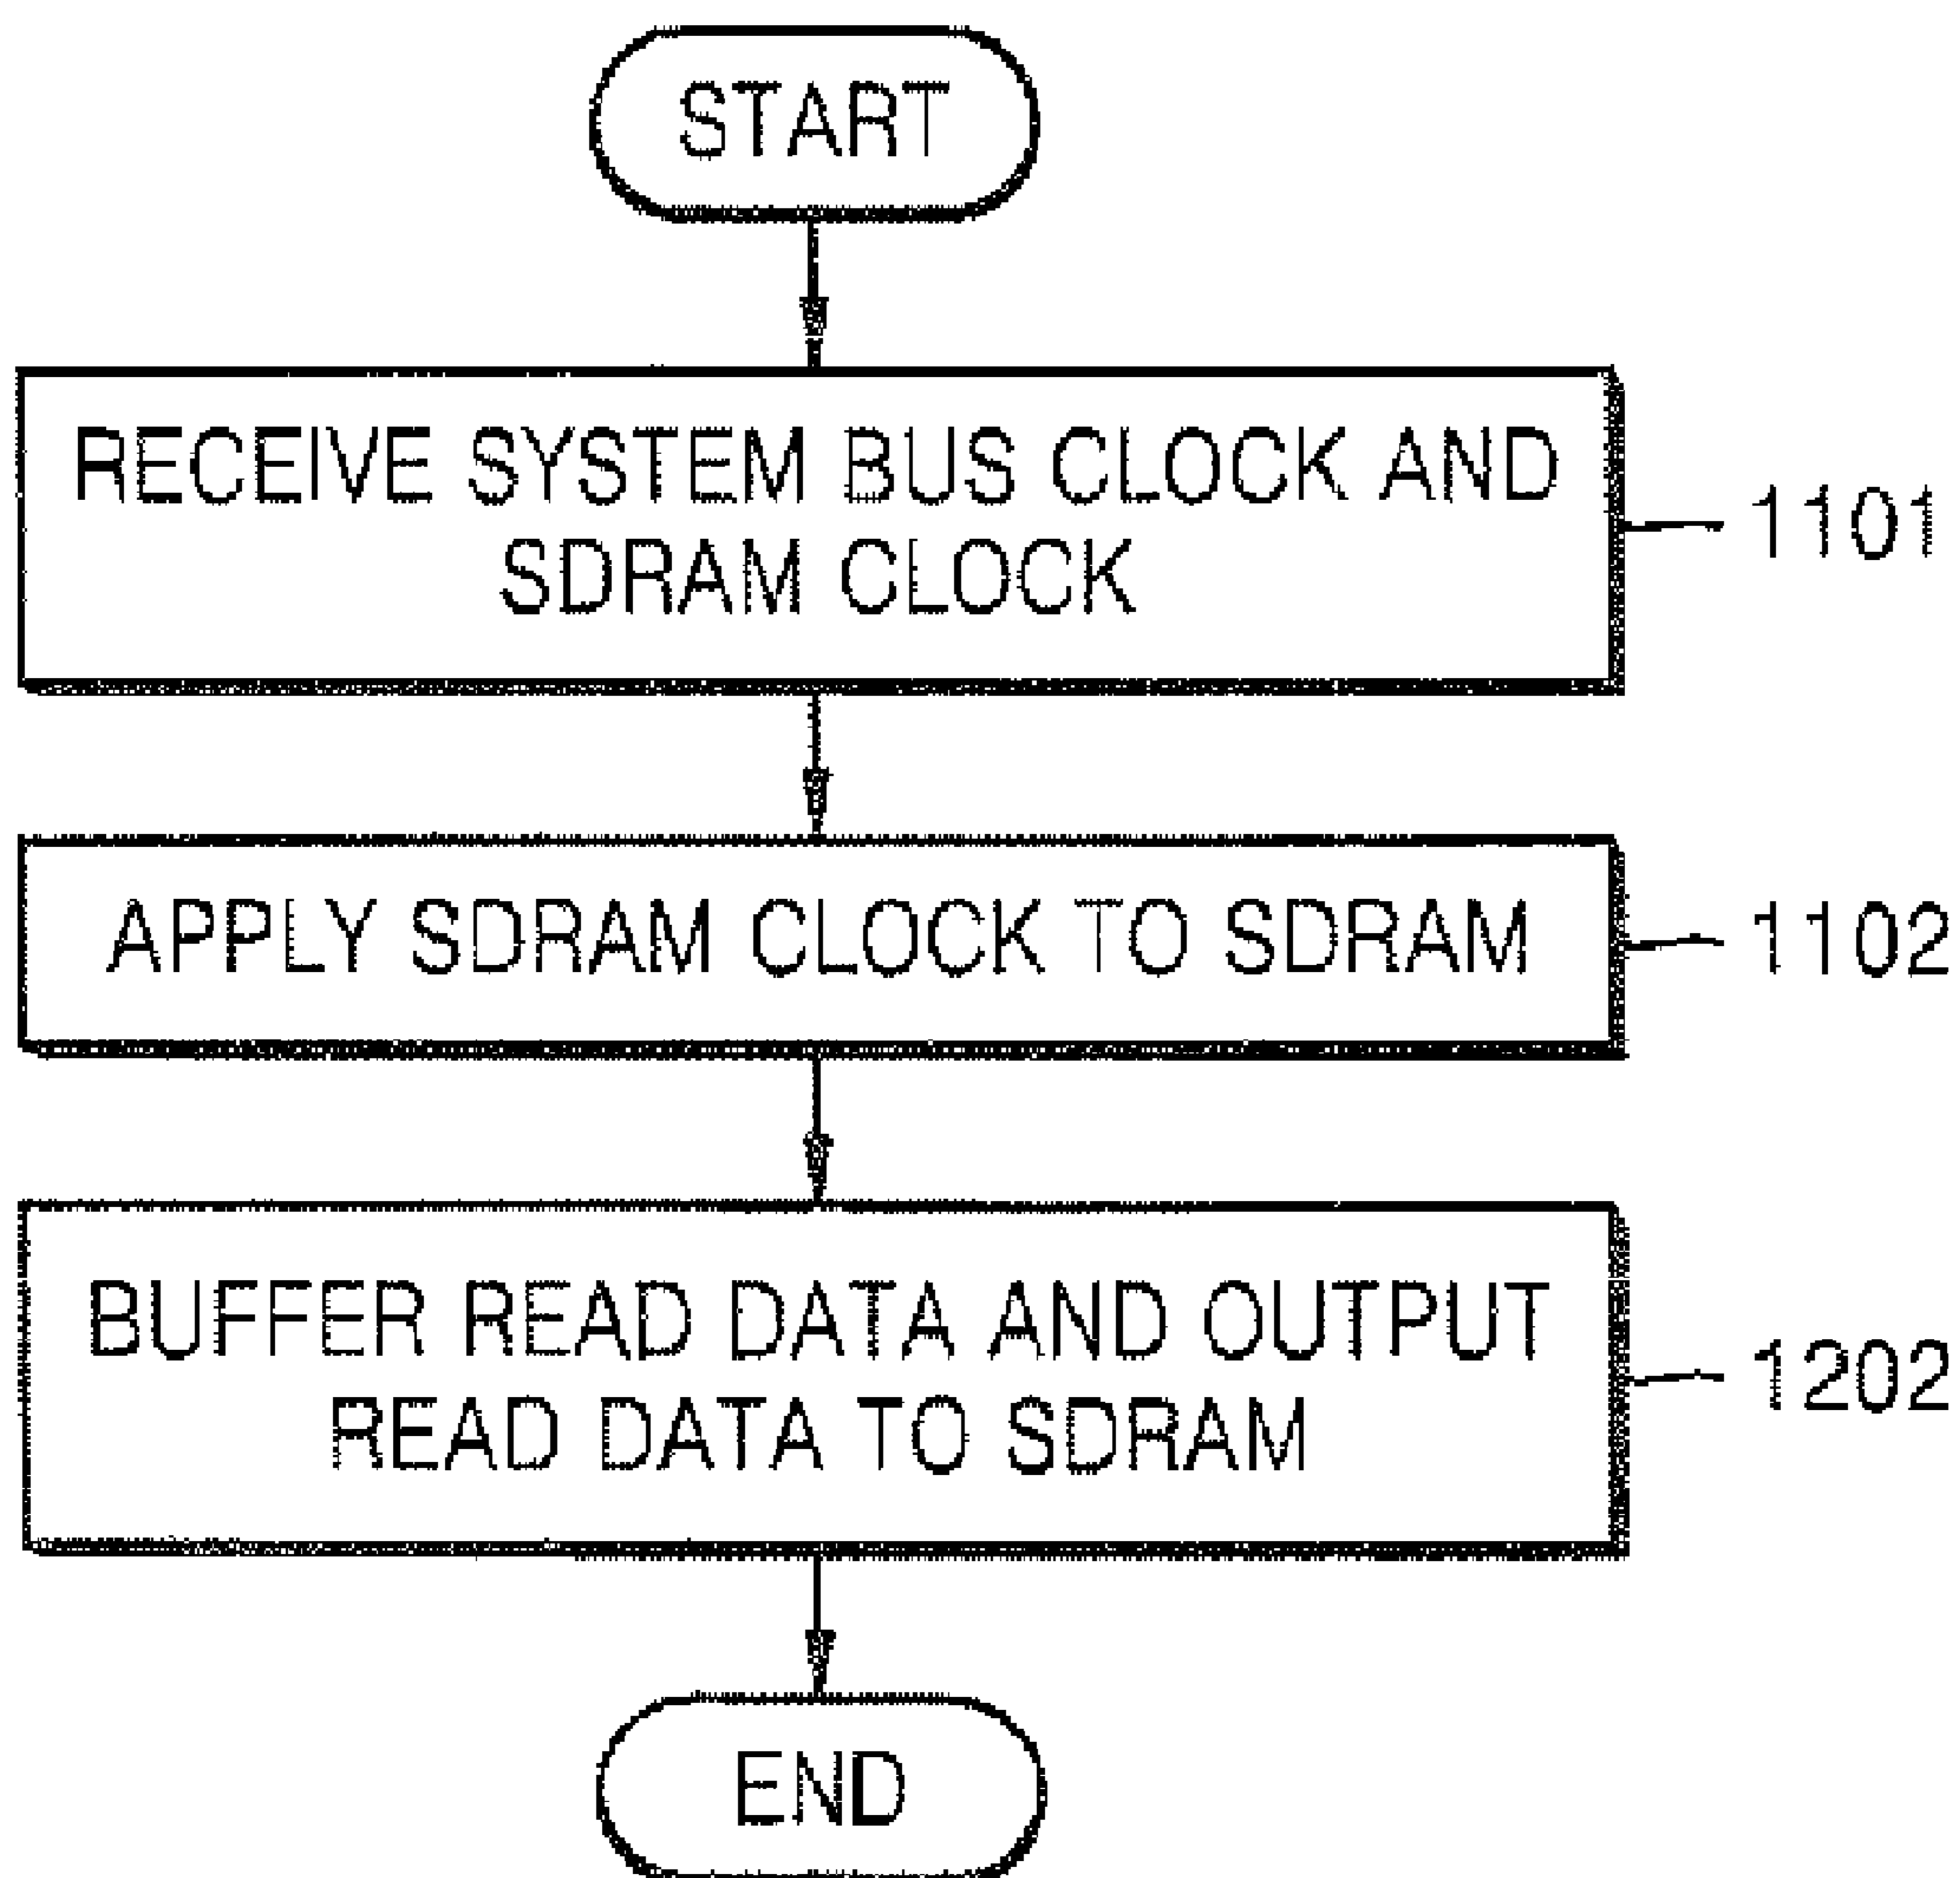 START
RECEIVE SYSTEM BUS CLOCK AND
SDRAM CLOCK
1101
APPLY SDRAM CLOCK TO SDRAM
1102
BUFFER READ DATA AND OUTPUT
READ DATA TO SDRAM
1202
END